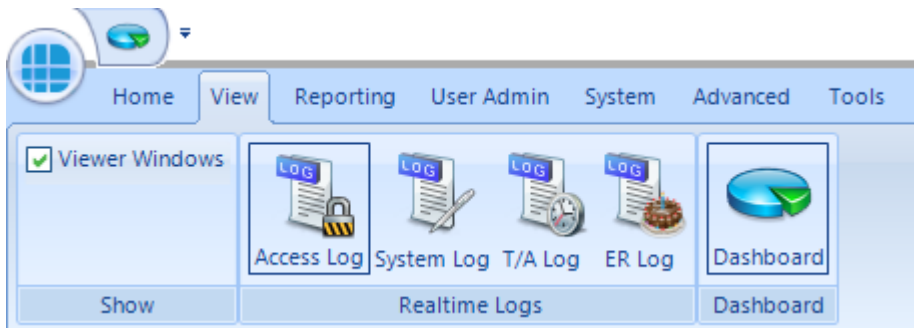 Home View Reporting User Admin System Advanced Tools
Viewer Windows
LOG LOG LOG LOG
Access Log System Log T/A Log ER Log Dashboard
Show Realtime Logs Dashboard